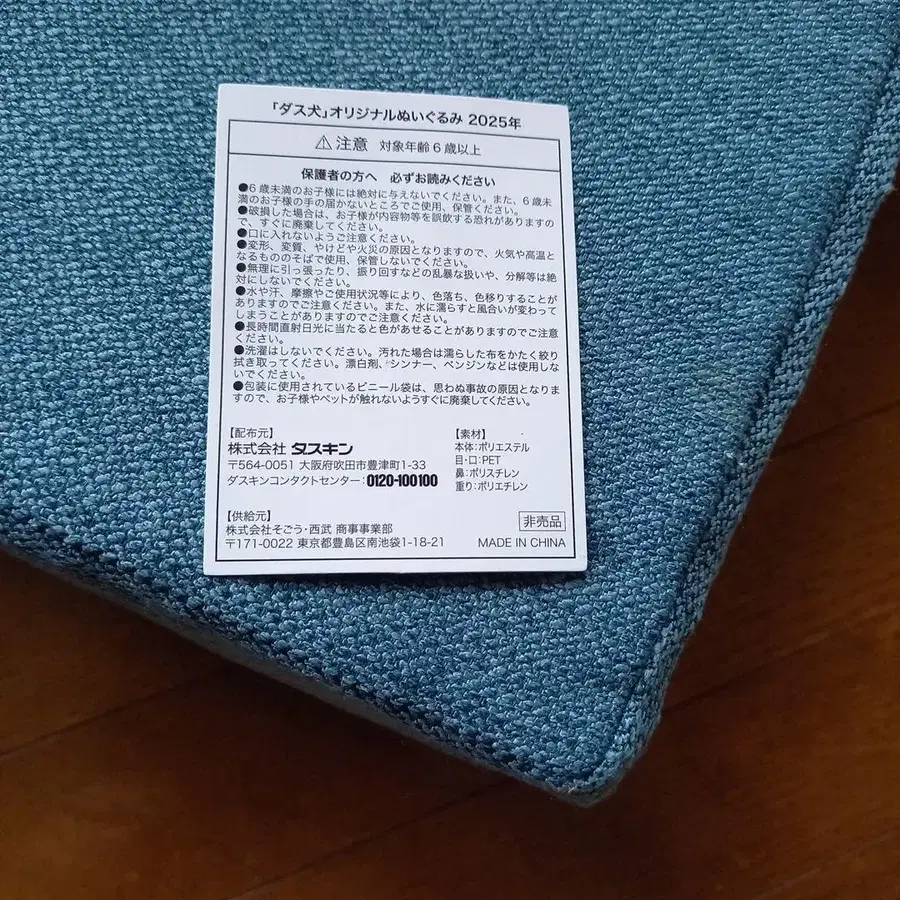 「ダス犬」オリジナルぬいぐるみ 2025年
⚠注意 対象年齢6歳以上
保護者の方へ 必ずお読みください
●6歳未満のお子様には絶対に与えないでください。また、6歳未
満のお子様の手の届かないところでご使用、保管ください。
●破損した場合は、お子様が内容物等を誤飲する恐れがありますの
で、すぐに廃棄してください。
●口に入れないようご注意ください。
●変形、変質、やけどや火災の原因となりますので、火気や高温と
なるもののそばで使用、保管しないでください。
●無理に引っ張ったり、振り回すなどの乱暴な扱いや、分解等は絶
対にしないでください。
●水や汗、摩擦やご使用状況等により、色落ち、色移りすることが
ありますのでご注意ください。また、水に濡らすと風合いが変わって
しまうことがありますのでご注意ください。
●長時間直射日光に当たると色があせることがありますのでご注意
ください。
●洗濯はしないでください。汚れた場合は濡らした布をかたく絞り
拭き取ってください。漂白剤、シンナー、ベンジンなどは使用しな
いでください。
●包装に使用されているビニール袋は、思わぬ事故の原因となりま
すので、お子様やペットが触れないようすぐに廃棄してください。
【配布元】
株式会社 ダスキン
〒564-0051 大阪府吹田市豊津町1-33
ダスキンコンタクトセンター:0120-100100
【素材】
本体:ポリエステル
目・口:PET
鼻:ポリスチレン
重り:ポリエチレン
【供給元】
株式会社そごう・西武 商事事業部
〒171-0022 東京都豊島区南池袋1-18-21
非売品
MADE IN CHINA